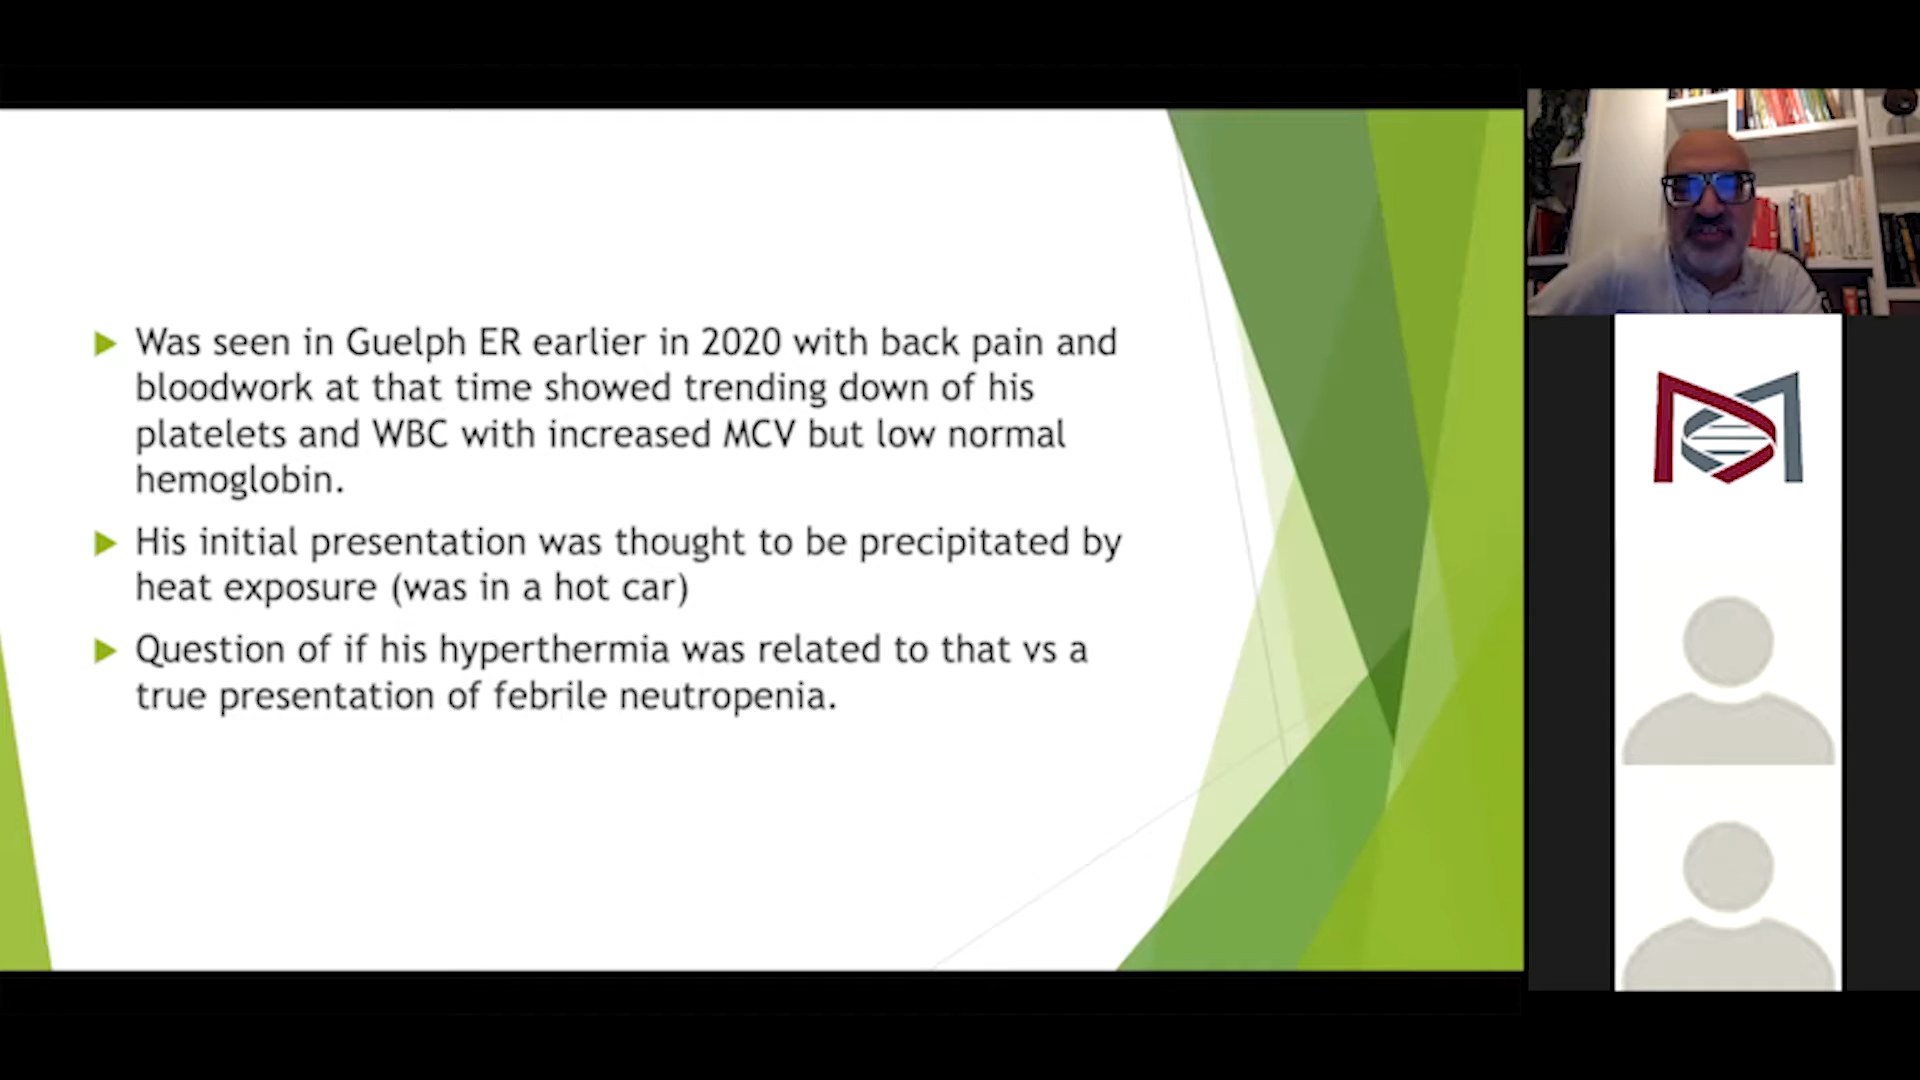 Was seen in Guelph ER earlier in 2020 with back pain and
bloodwork at that time showed trending down of his
platelets and WBC with increased MCV but low normal
hemoglobin.
His initial presentation was thought to be precipitated by
heat exposure (was in a hot car)
Question of if his hyperthermia was related to that vs a
true presentation of febrile neutropenia.